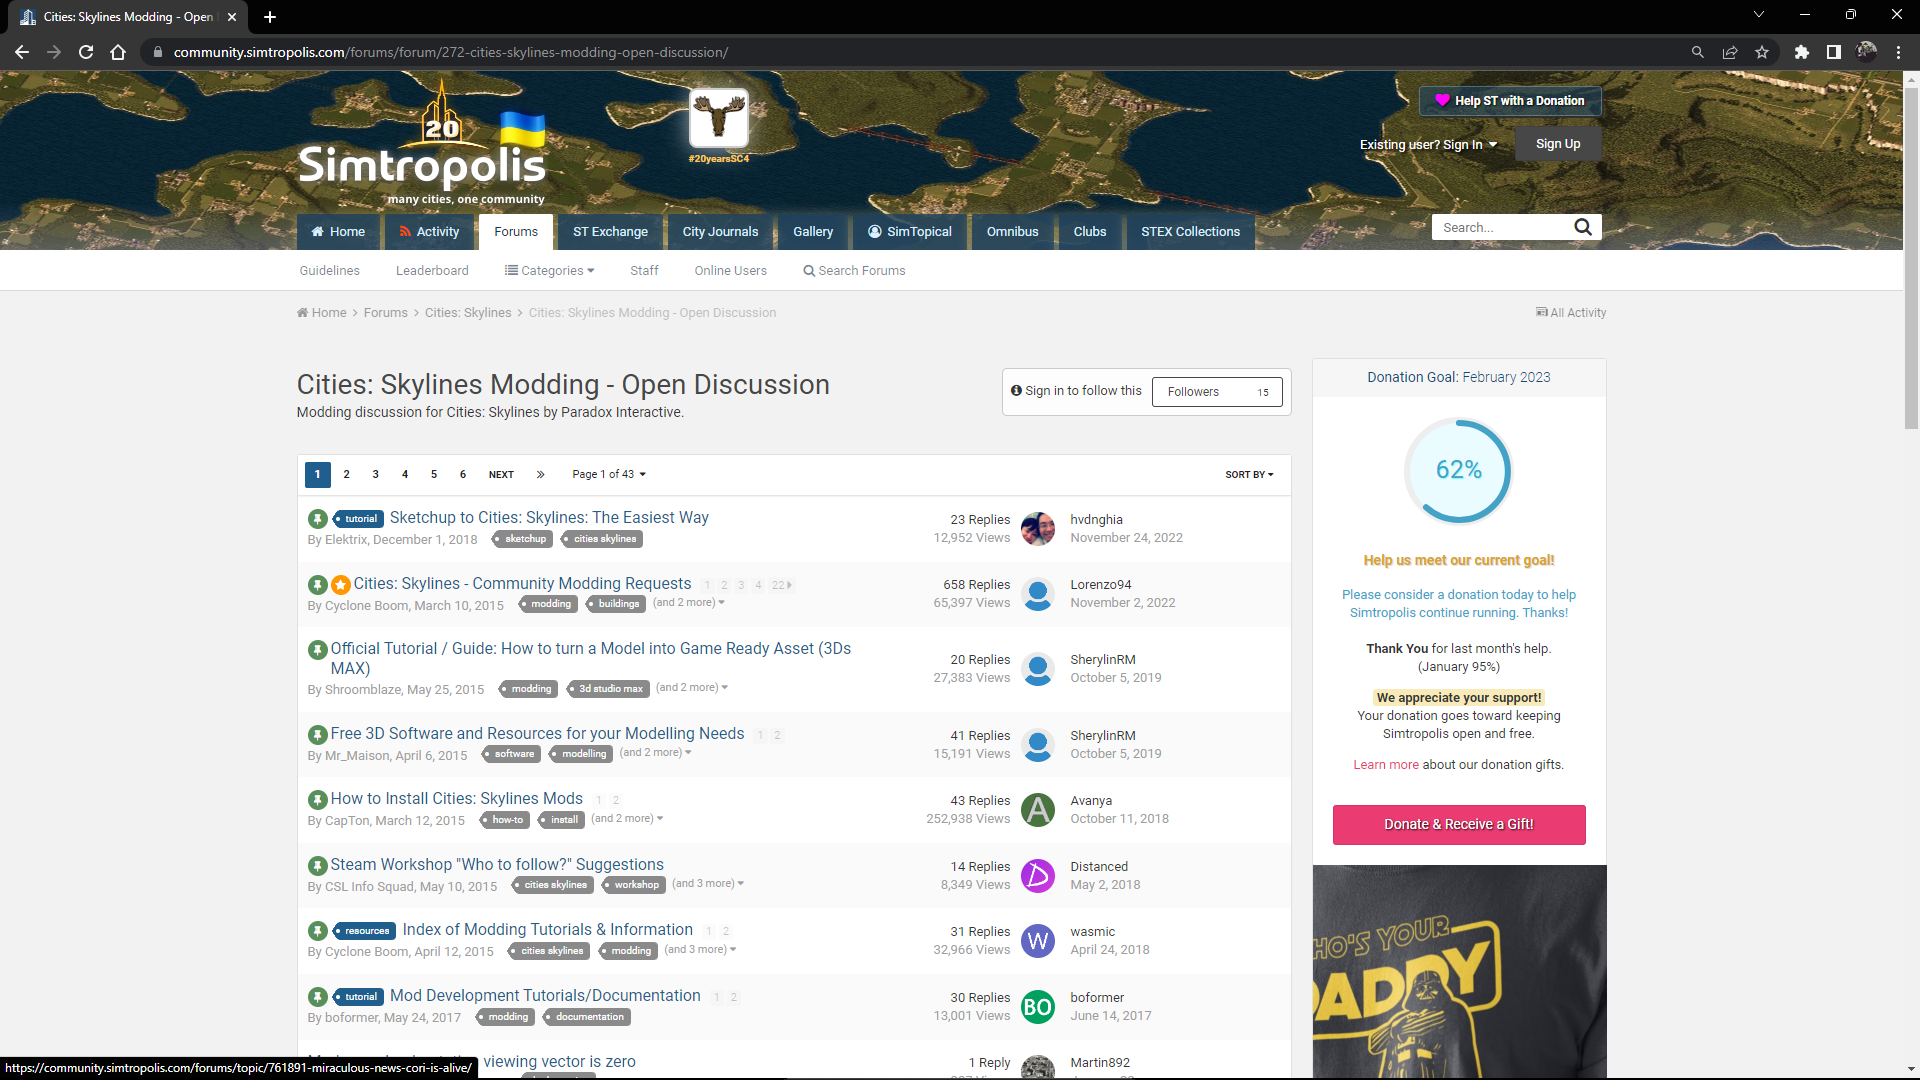 Cities: Skylines Modding - Open
community.simtropolis.com/forums/forum/272-cities-skylines-modding-open-discussion/
20
Simtropolis
many cities, one community
#20yearsSC4
Help ST with a Donation
Existing user? Sign In
Sign Up
Home
Activity
Forums
ST Exchange
City Journals
Gallery
SimTopical
Omnibus
Clubs
STEX Collections
Search...
Guidelines
Leaderboard
Categories
Staff
Online Users
Search Forums
Home > Forums > Cities: Skylines > Cities: Skylines Modding - Open Discussion
All Activity
Cities: Skylines Modding - Open Discussion
Modding discussion for Cities: Skylines by Paradox Interactive.
Sign in to follow this
Followers 15
1 2 3 4 5 6 NEXT » Page 1 of 43
SORT BY
tutorial Sketchup to Cities: Skylines: The Easiest Way
By Elektrix, December 1, 2018 sketchup cities skylines
23 Replies
12,952 Views
hvdnghia
November 24, 2022
Cities: Skylines - Community Modding Requests 1 2 3 4 22
By Cyclone Boom, March 10, 2015 modding buildings (and 2 more)
658 Replies
65,397 Views
Lorenzo94
November 2, 2022
Official Tutorial / Guide: How to turn a Model into Game Ready Asset (3Ds
MAX)
By Shroomblaze, May 25, 2015 modding 3d studio max (and 2 more)
20 Replies
27,383 Views
SherylinRM
October 5, 2019
Free 3D Software and Resources for your Modelling Needs 1 2
By Mr_Maison, April 6, 2015 software modelling (and 2 more)
41 Replies
15,191 Views
SherylinRM
October 5, 2019
How to Install Cities: Skylines Mods 1 2
By CapTon, March 12, 2015 how-to install (and 2 more)
43 Replies
252,938 Views
A
Avanya
October 11, 2018
Steam Workshop "Who to follow?" Suggestions
By CSL Info Squad, May 10, 2015 cities skylines workshop (and 3 more)
14 Replies
8,349 Views
D
Distanced
May 2, 2018
resources Index of Modding Tutorials & Information 1 2
By Cyclone Boom, April 12, 2015 cities skylines modding (and 3 more)
31 Replies
32,966 Views
W
wasmic
April 24, 2018
tutorial Mod Development Tutorials/Documentation 1 2
By boformer, May 24, 2017 modding documentation
30 Replies
13,001 Views
BO
boformer
June 14, 2017
viewing vector is zero
1 Reply
Martin892
Donation Goal: February 2023
62%
Help us meet our current goal!
Please consider a donation today to help
Simtropolis continue running. Thanks!
Thank You for last month's help.
(January 95%)
We appreciate your support!
Your donation goes toward keeping
Simtropolis open and free.
Learn more about our donation gifts.
Donate & Receive a Gift!
HO'S YOUR
DADDY
https://community.simtropolis.com/forums/topic/761891-miraculous-news-cori-is-alive/